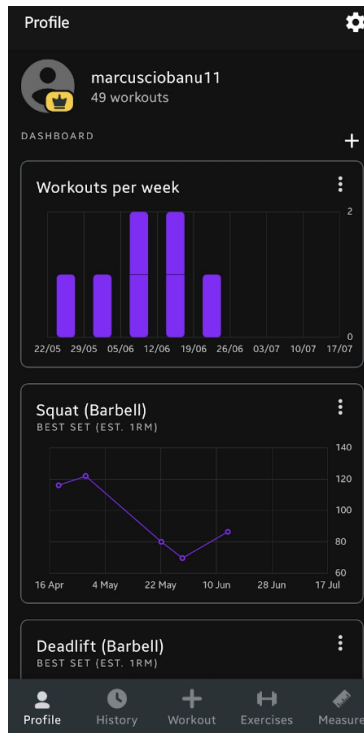 Profile
marcusciobanu11
49 workouts
DASHBOARD
Workouts per week
2
0
22/05 29/05 05/06 12/06 19/06 26/06 03/07 10/07 17/07
Squat (Barbell)
BEST SET (EST. 1RM)
140
120
100
80
60
16 Apr 4 May 22 May 10 Jun 28 Jun 17 Jul
Deadlift (Barbell)
BEST SET (EST. 1RM)
Profile History Workout Exercises Measure